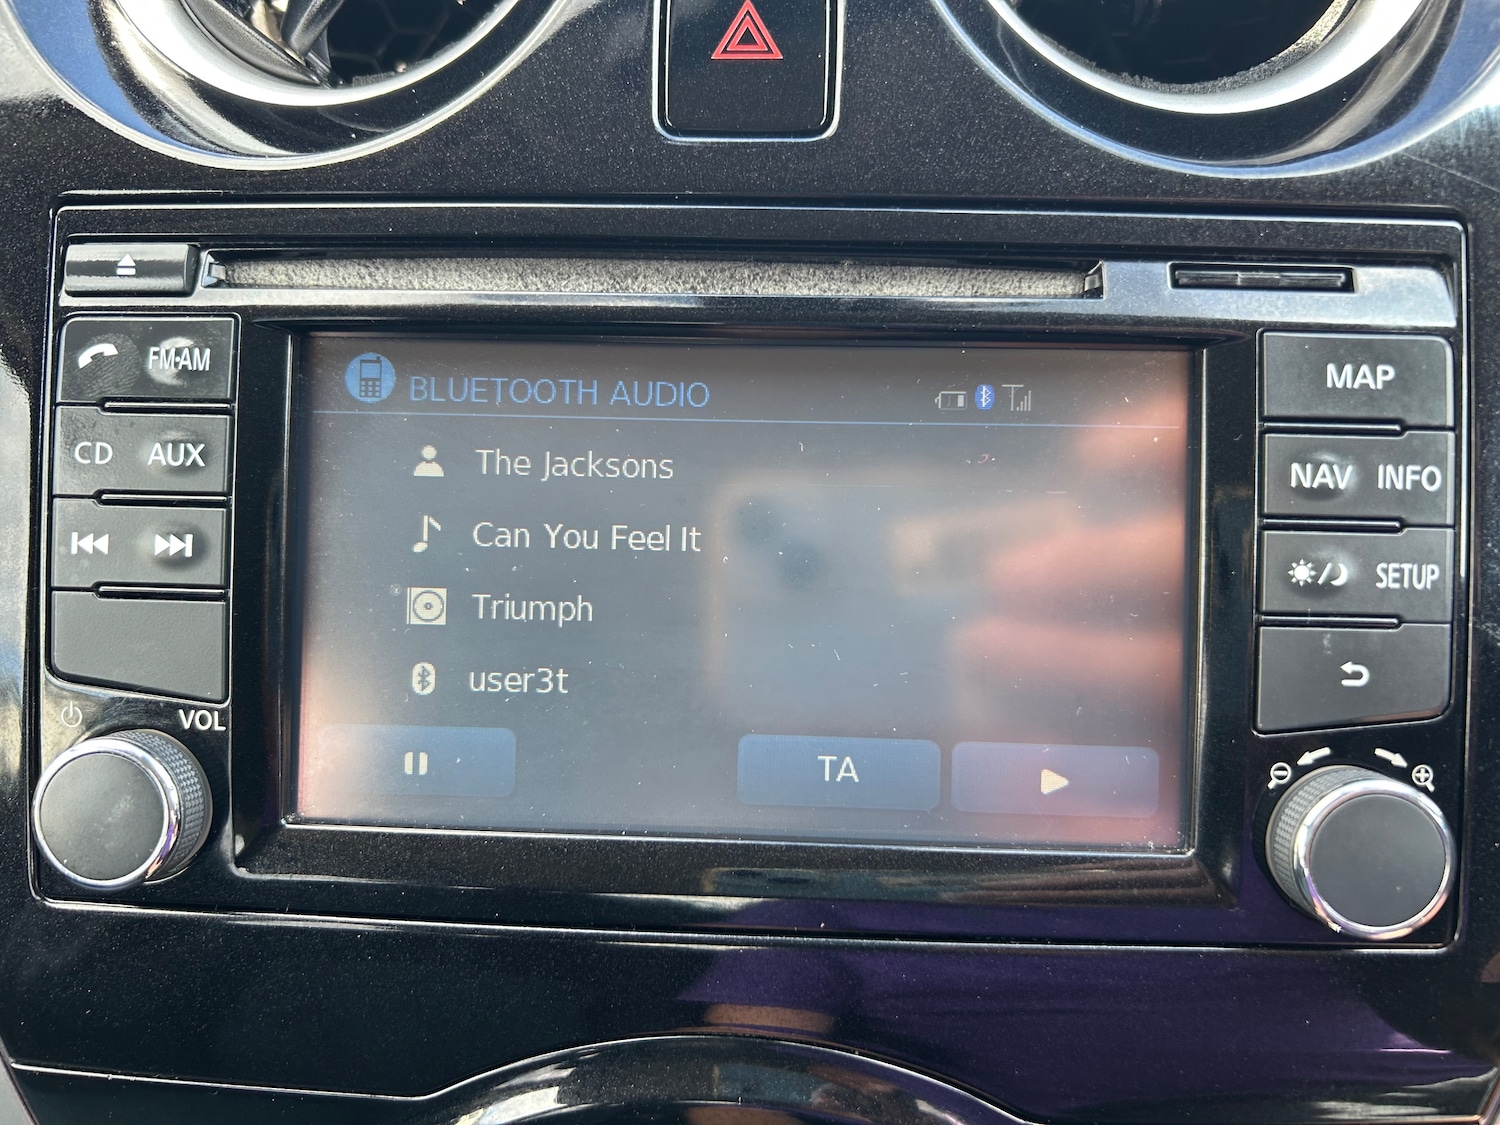 FM·AM
CD AUX
VOL
BLUETOOTH AUDIO
The Jacksons
Can You Feel It
Triumph
user3t
TA
MAP
NAV INFO
SETUP